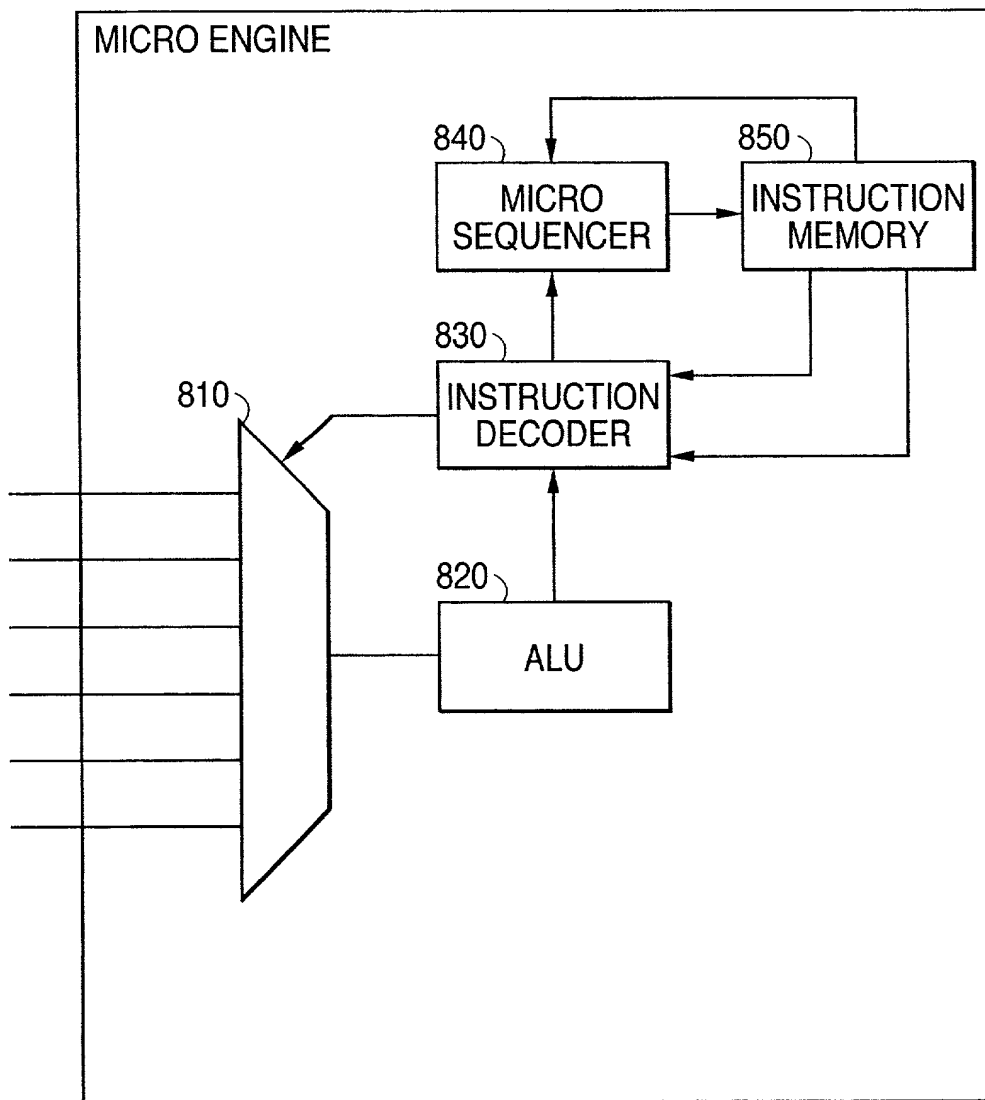 MICRO ENGINE
840
850
MICRO
SEQUENCER
INSTRUCTION
MEMORY
830
INSTRUCTION
DECODER
810
820
ALU